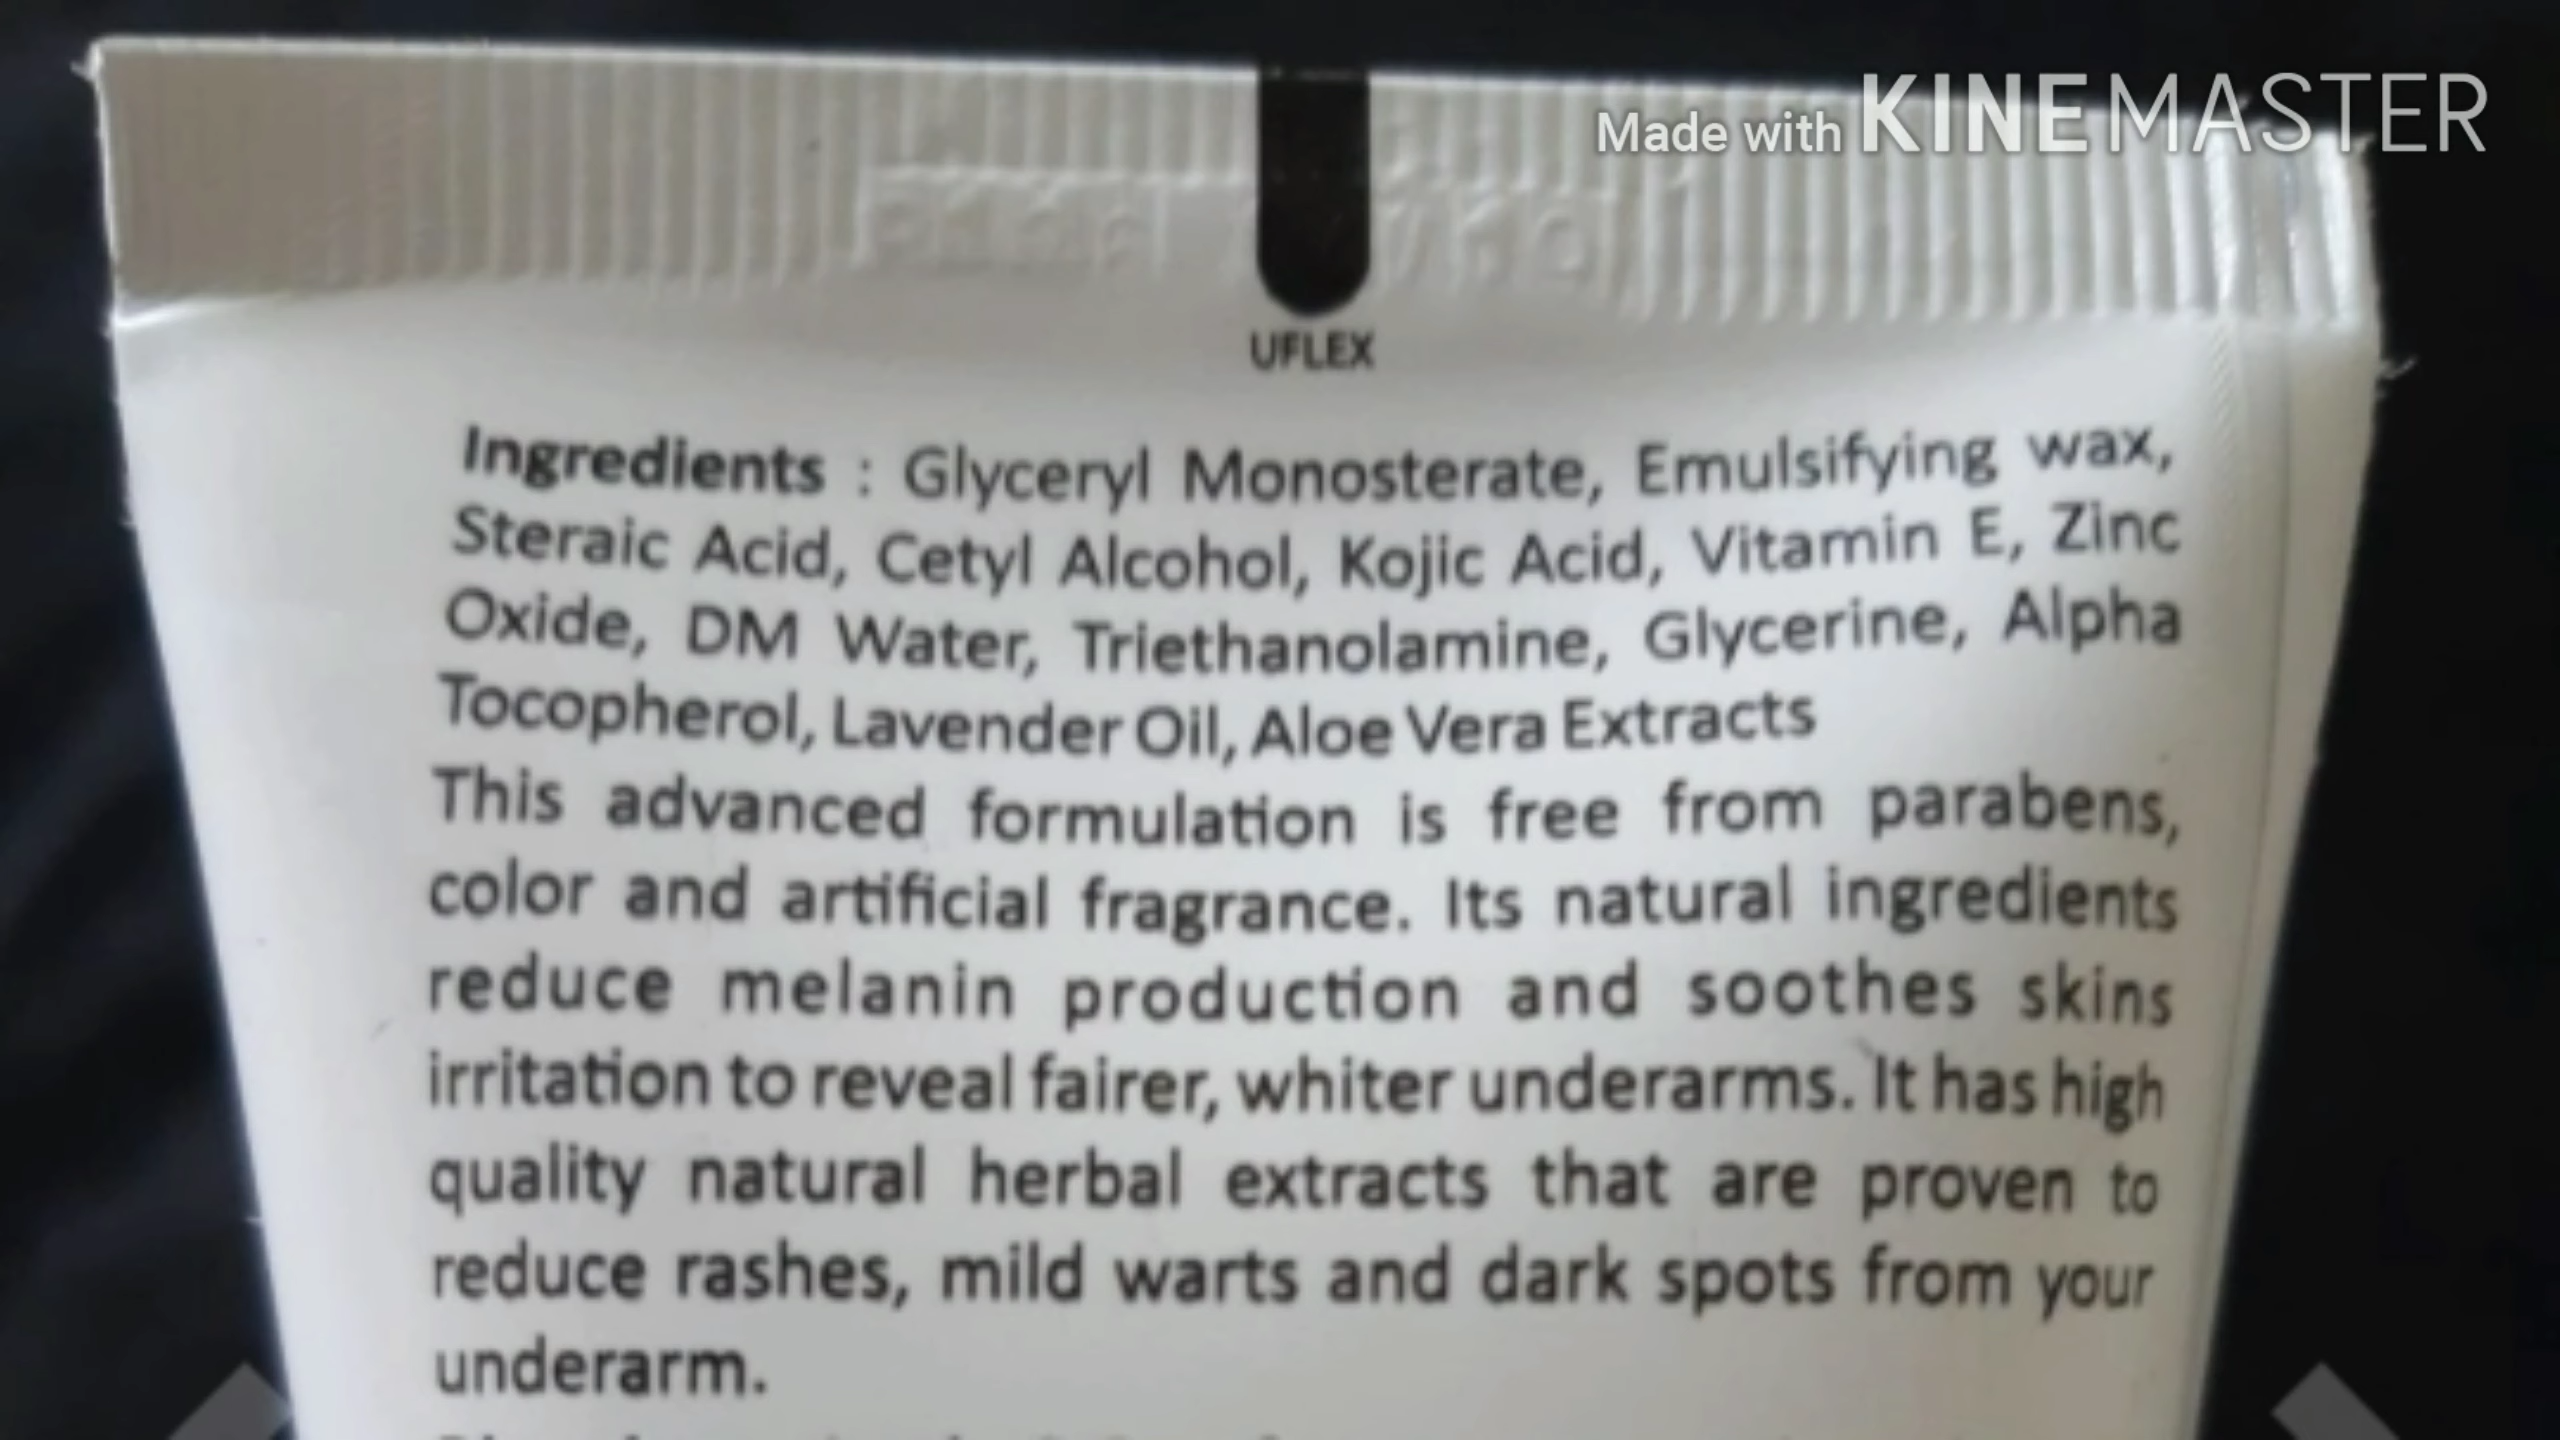 Made with KINEMASTER
UFLEX
Ingredients : Glyceryl Monosterate, Emulsifying wax,
Steraic Acid, Cetyl Alcohol, Kojic Acid, Vitamin E, Zinc
Oxide, DM Water, Triethanolamine, Glycerine, Alpha
Tocopherol, Lavender Oil, Aloe Vera Extracts
This advanced formulation is free from parabens,
color and artificial fragrance. Its natural ingredients
reduce melanin production and soothes skins
irritation to reveal fairer, whiter underarms. It has high
quality natural herbal extracts that are proven to
reduce rashes, mild warts and dark spots from your
underarm.